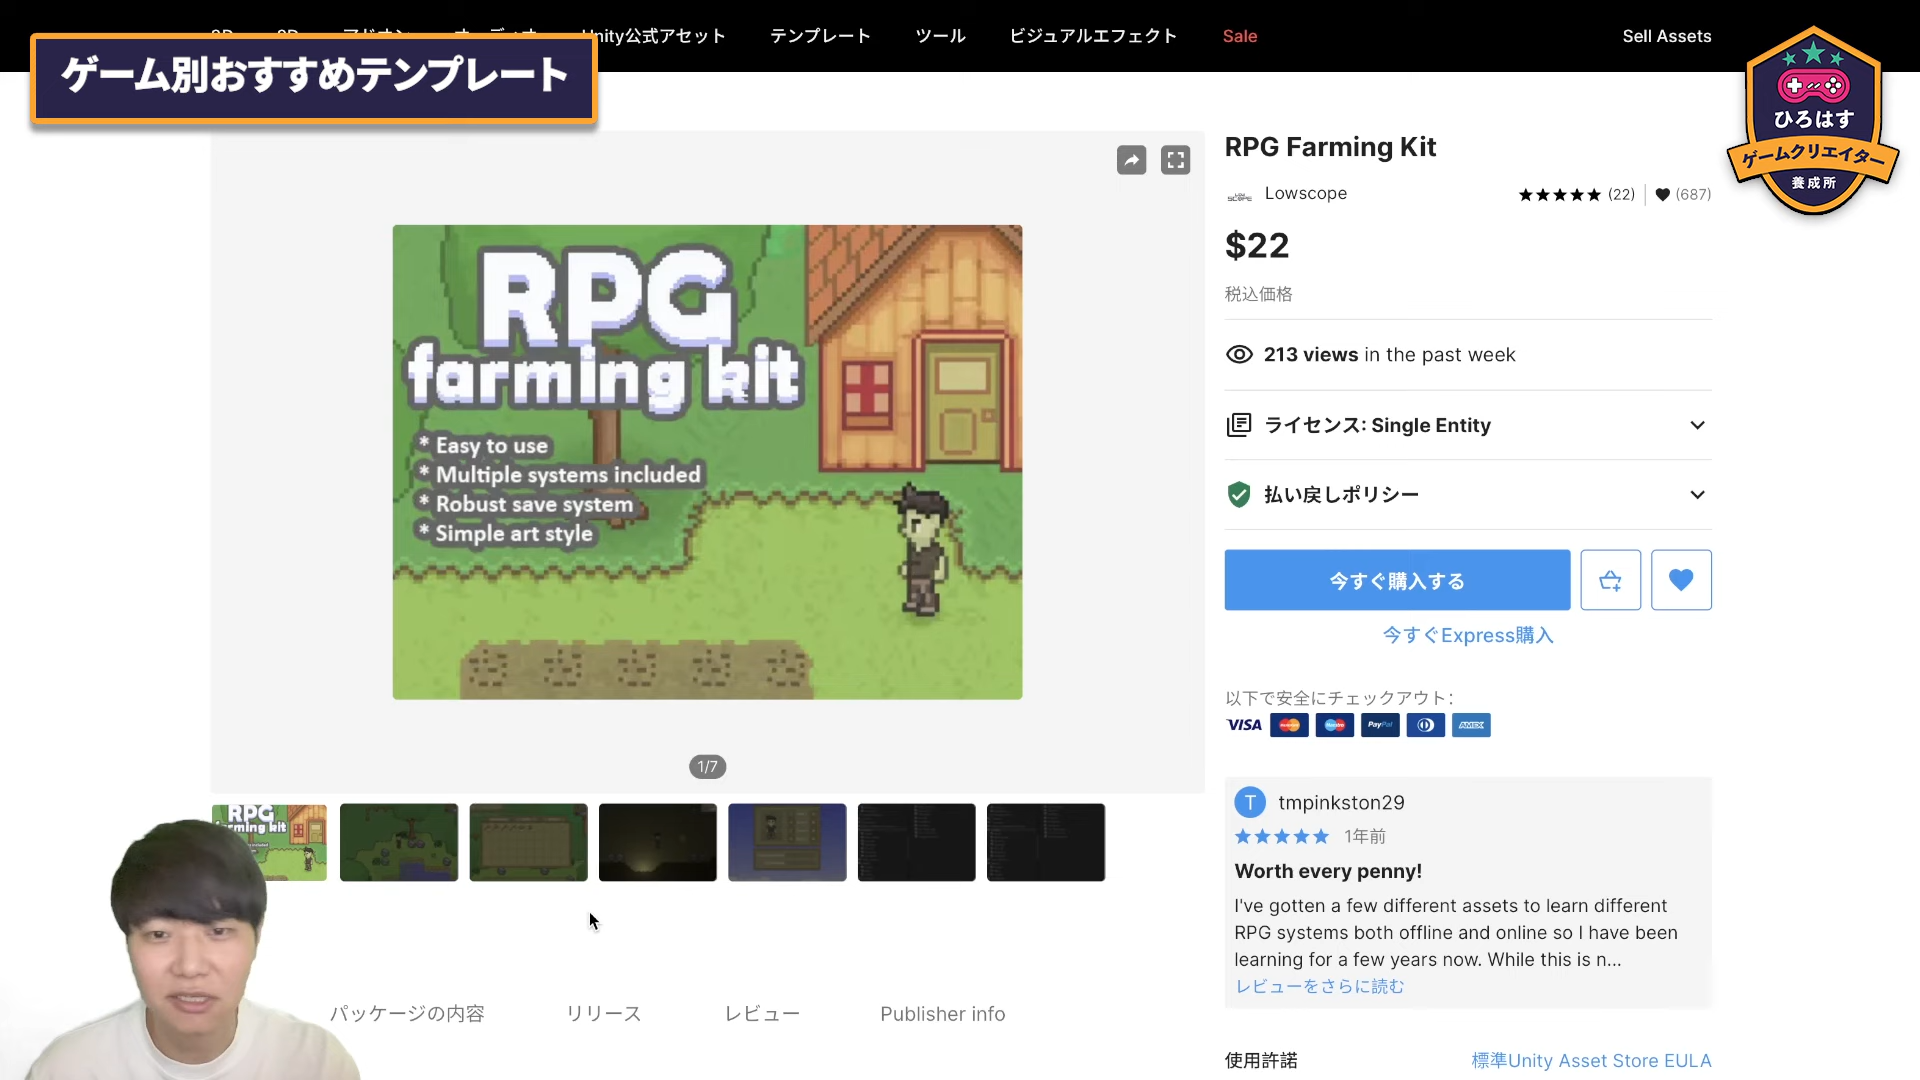 Unity公式アセット
テンプレート
ツール
ビジュアルエフェクト
Sale
Sell Assets
ゲーム別おすすめテンプレート
ひろはす
ゲームクリエイター
養成所
RPG Farming Kit
Lowscope
(22)
(687)
$22
税込価格
213 views in the past week
ライセンス: Single Entity
払い戻しポリシー
今すぐ購入する
今すぐExpress購入
以下で安全にチェックアウト:
VISA
PayPal
AMEX
RPG
farming kit
* Easy to use
* Multiple systems included
* Robust save system
* Simple art style
1/7
T
tmpinkston29
1年前
Worth every penny!
I've gotten a few different assets to learn different
RPG systems both offline and online so I have been
learning for a few years now. While this is n...
レビューをさらに読む
パッケージの内容
リリース
レビュー
Publisher info
使用許諾
標準Unity Asset Store EULA